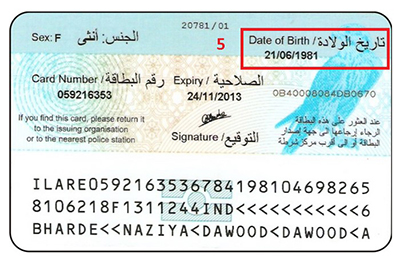 20781 / 01
Sex: F الجنس: أنثى
5
Date of Birth / تاريخ الولادة
21/06/1981
Card Number / رقم البطاقة
059216353
Expiry / الصلاحية
24/11/2013
0B40008084DB0670
If you find this card, please return it
to the issuing organisation
or to the nearest police station
Signature / التوقيع
عند العثور على هذه البطاقة
الرجاء إرجاعها الى جهة إصدار
البطاقة أو الى أقرب مركز شرطة
ILARE0592163536784198104698265
8106218F1311244IND<<<<<<<<<<<6
BHARDE<<NAZIYA<DAWOOD<DAWOOD<A